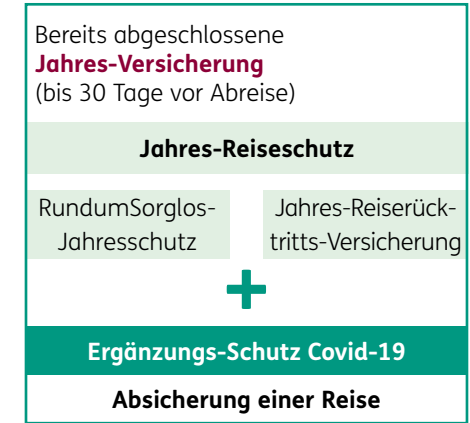 Bereits abgeschlossene
Jahres-Versicherung
(bis 30 Tage vor Abreise)
Jahres-Reiseschutz
RundumSorglos-
Jahresschutz
Jahres-Reiserück-
tritts-Versicherung
+
Ergänzungs-Schutz Covid-19
Absicherung einer Reise